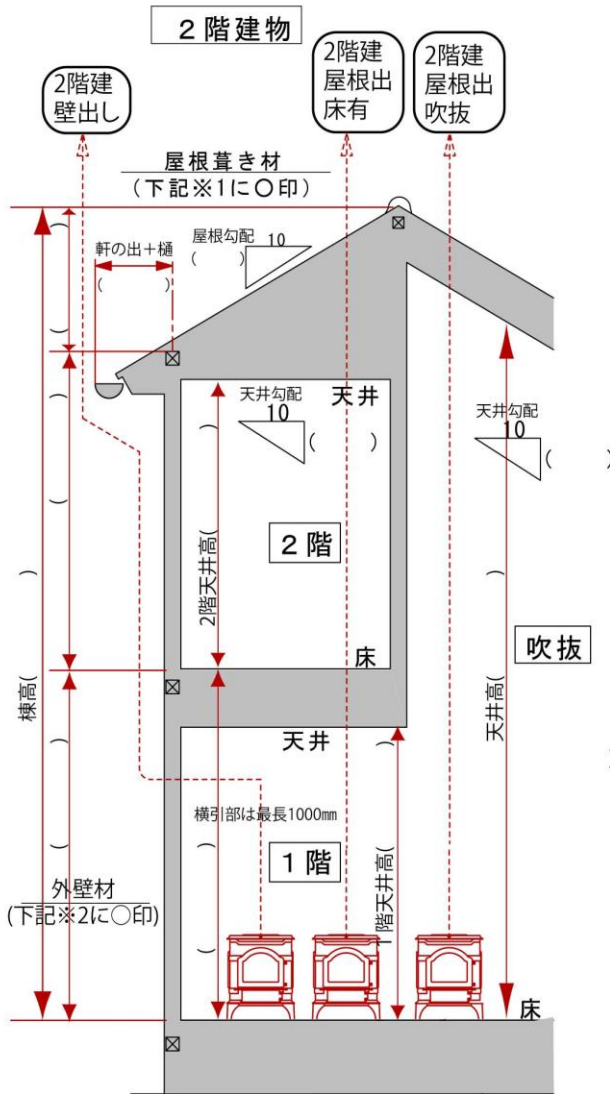 ２階建物
2階建
壁出し
2階建
屋根出
床有
2階建
屋根出
吹抜
屋根葺き材
(下記※1に〇印)
軒の出＋樋
(　　　)
屋根勾配
10
(　　　)
天井勾配
10
(　　　)
天井
天井勾配
10
(　　　)
(　　　)
(　　　)
2階天井高(　　　)
２階
床
吹抜
棟高(　　　)
天井高(　　　)
天井
(　　　)
横引部は最長1000mm
(　　　)
１階
1階天井高(　　　)
外壁材
(下記※2に〇印)
床